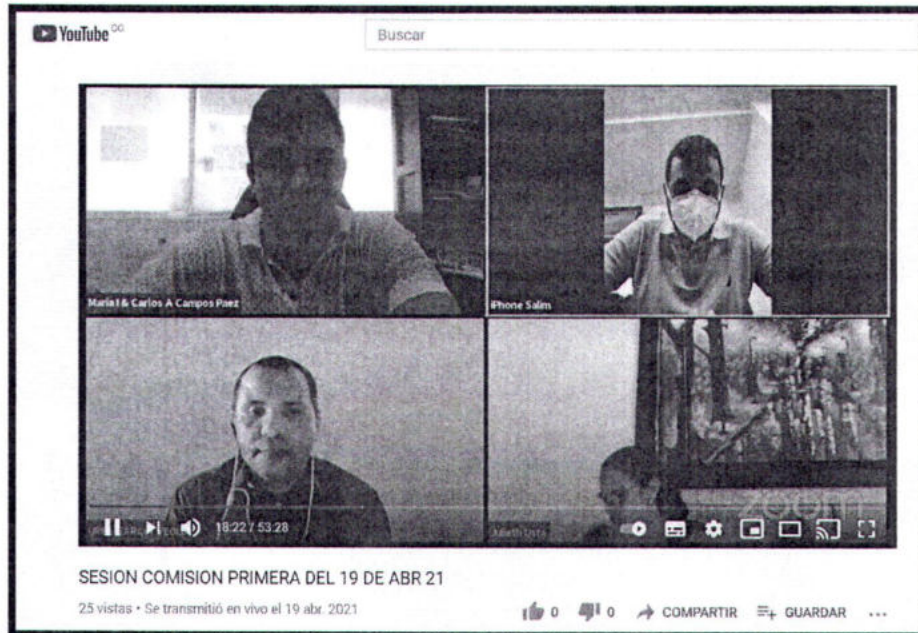 YouTube CO
Buscar
Maria I & Carlos A Campos Paez
iPhone Salim
18:22 / 53:28
zoom
SESION COMISION PRIMERA DEL 19 DE ABR 21
25 vistas • Se transmitió en vivo el 19 abr. 2021
0
0
COMPARTIR
GUARDAR